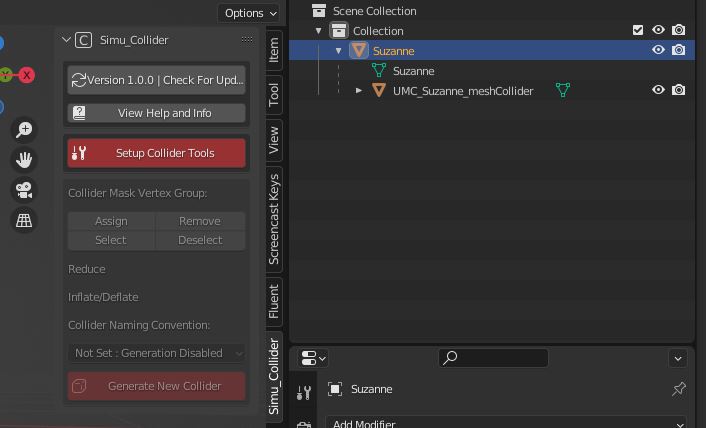 Options
Simu_Collider
Version 1.0.0 | Check For Upd...
View Help and Info
Setup Collider Tools
Collider Mask Vertex Group:
Assign Remove
Select Deselect
Reduce
Inflate/Deflate
Collider Naming Convention:
Not Set : Generation Disabled
Generate New Collider
X
Item
Tool
View
Screencast Keys
Fluent
Simu_Collider
Scene Collection
Collection
Suzanne
Suzanne
UMC_Suzanne_meshCollider
Suzanne
Add Modifier